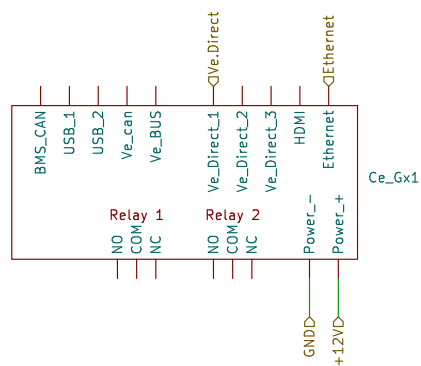 Ve.Direct
Ethernet
BMS_CAN
USB_1
USB_2
Ve_can
Ve_BUS
Ve_Direct_1
Ve_Direct_2
Ve_Direct_3
HDMI
Ethernet
Ce_Gx1
Relay 1
Relay 2
NO
COM
NC
NO
COM
NC
Power_-
Power_+
GND
+12V